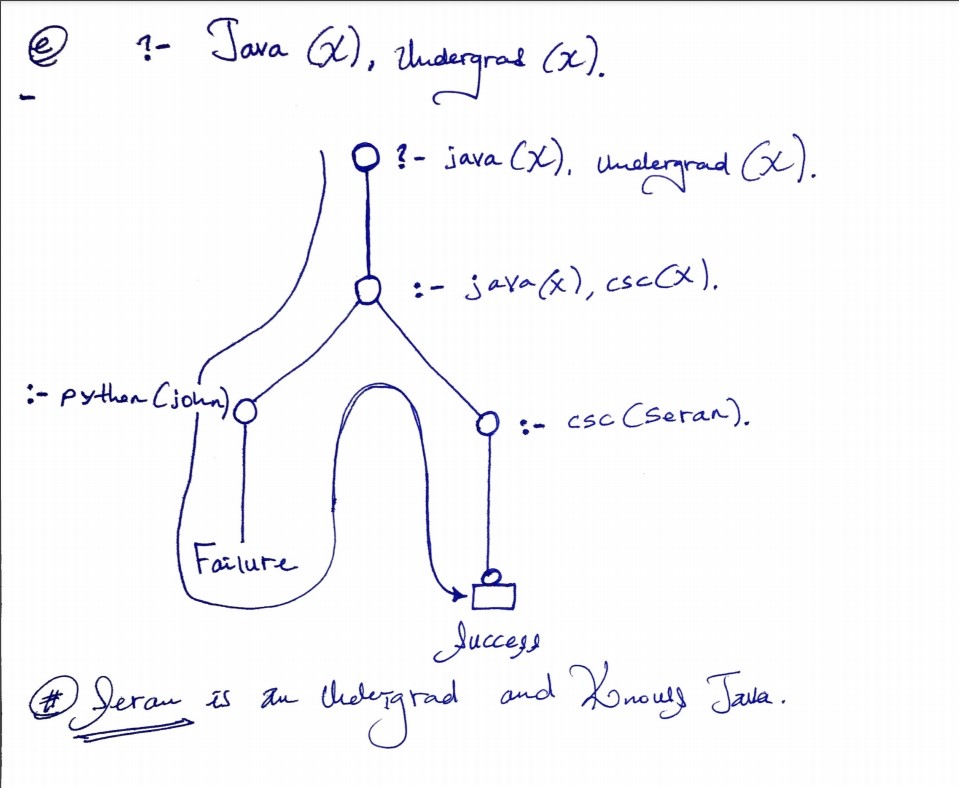 e ?- Java (X), Undergrad (x).
?- java (X), undergrad (X).
:- java(x), csc(X).
:- python (john)
:- csc (Seran).
Failure
Success
# Seran is an Undergrad and Knows Java.